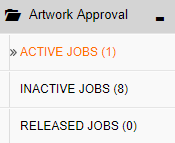 Artwork Approval
» ACTIVE JOBS (1)
INACTIVE JOBS (8)
RELEASED JOBS (0)